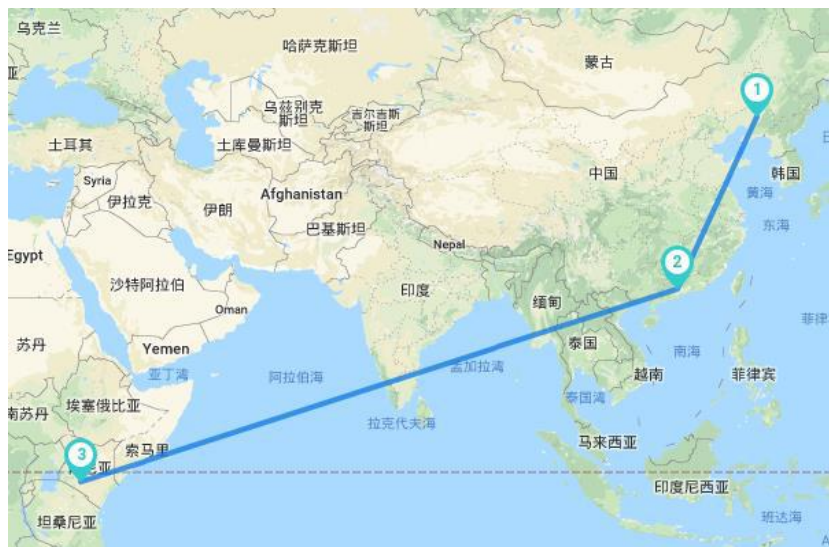 乌克兰
哈萨克斯坦
蒙古
1
乌兹别克
斯坦
吉尔吉斯
斯坦
土耳其
土库曼斯坦
中国
韩国
Syria
伊拉克
伊朗
Afghanistan
黄海
巴基斯坦
东海
Egypt
Nepal
2
沙特阿拉伯
印度
缅甸
Oman
苏丹
Yemen
泰国
南海
亚丁湾
阿拉伯海
孟加拉湾
越南
菲律宾
埃塞俄比亚
泰国湾
南苏丹
拉克代夫海
索马里
马来西亚
3
印度尼西亚
坦桑尼亚
班达海